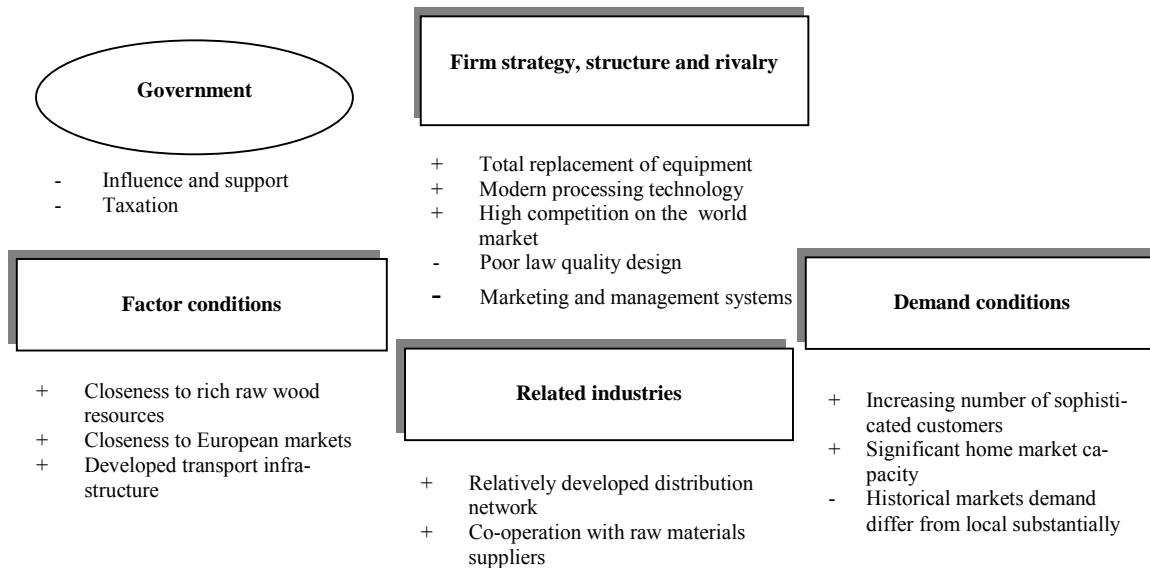 Government
- Influence and support
- Taxation
Firm strategy, structure and rivalry
+ Total replacement of equipment
+ Modern processing technology
+ High competition on the world
market
- Poor law quality design
- Marketing and management systems
Factor conditions
+ Closeness to rich raw wood
resources
+ Closeness to European markets
+ Developed transport infra-
structure
Related industries
+ Relatively developed distribution
network
+ Co-operation with raw materials
suppliers
Demand conditions
+ Increasing number of sophisti-
cated customers
+ Significant home market ca-
pacity
- Historical markets demand
differ from local substantially